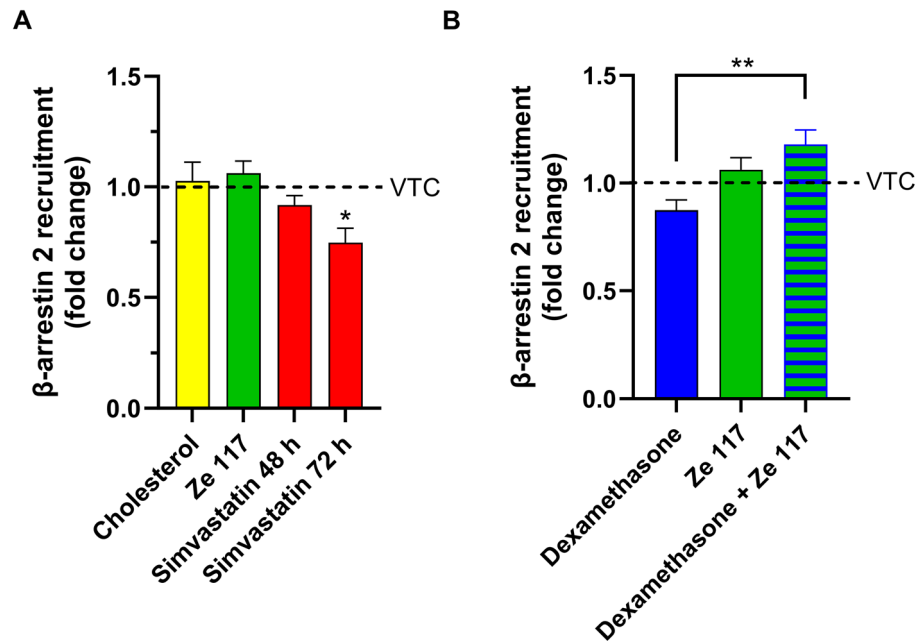 A
β-arrestin 2 recruitment
(fold change)
1.5
1.0
0.5
0.0
VTC
*
Cholesterol
Ze 117
Simvastatin 48 h
Simvastatin 72 h
B
β-arrestin 2 recruitment
(fold change)
1.5
1.0
0.5
0.0
**
VTC
Dexamethasone
Ze 117
Dexamethasone + Ze 117